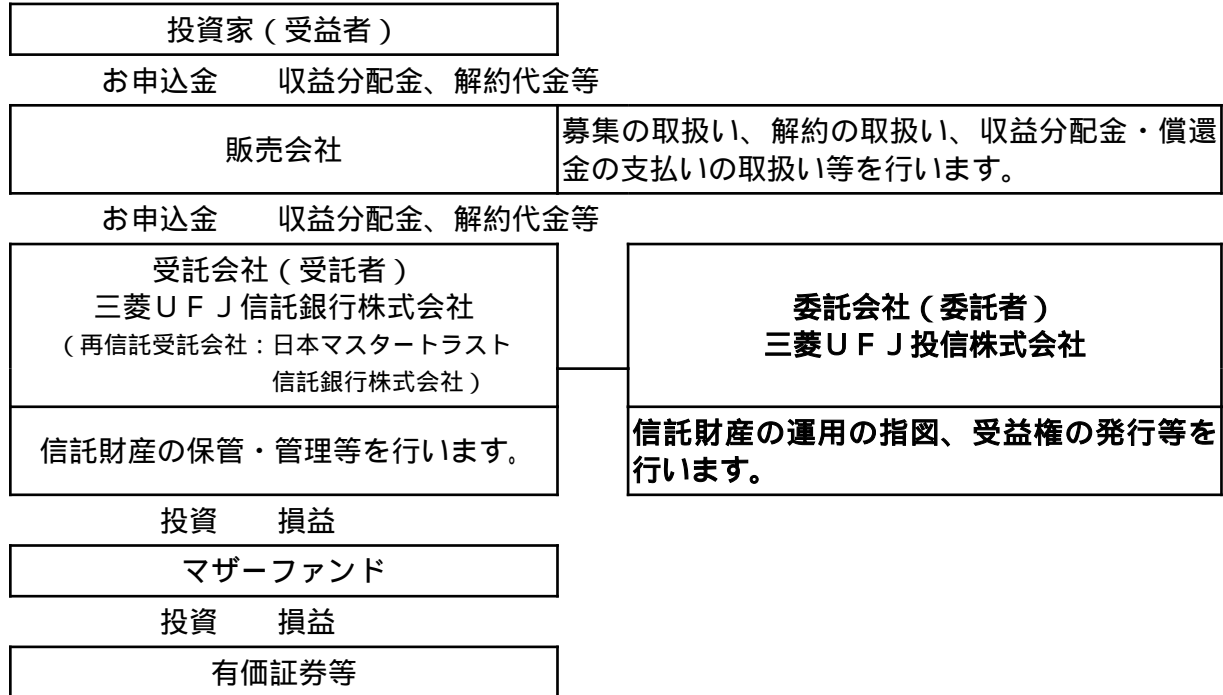 投資家(受益者)
お申込金　　収益分配金、解約代金等
販売会社
募集の取扱い、解約の取扱い、収益分配金・償還
金の支払いの取扱い等を行います。
お申込金　　収益分配金、解約代金等
受託会社(受託者)
三菱UFJ信託銀行株式会社
(再信託受託会社：日本マスタートラスト
信託銀行株式会社)
信託財産の保管・管理等を行います。
委託会社(委託者)
三菱UFJ投信株式会社
信託財産の運用の指図、受益権の発行等を
行います。
投資　　損益
マザーファンド
投資　　損益
有価証券等